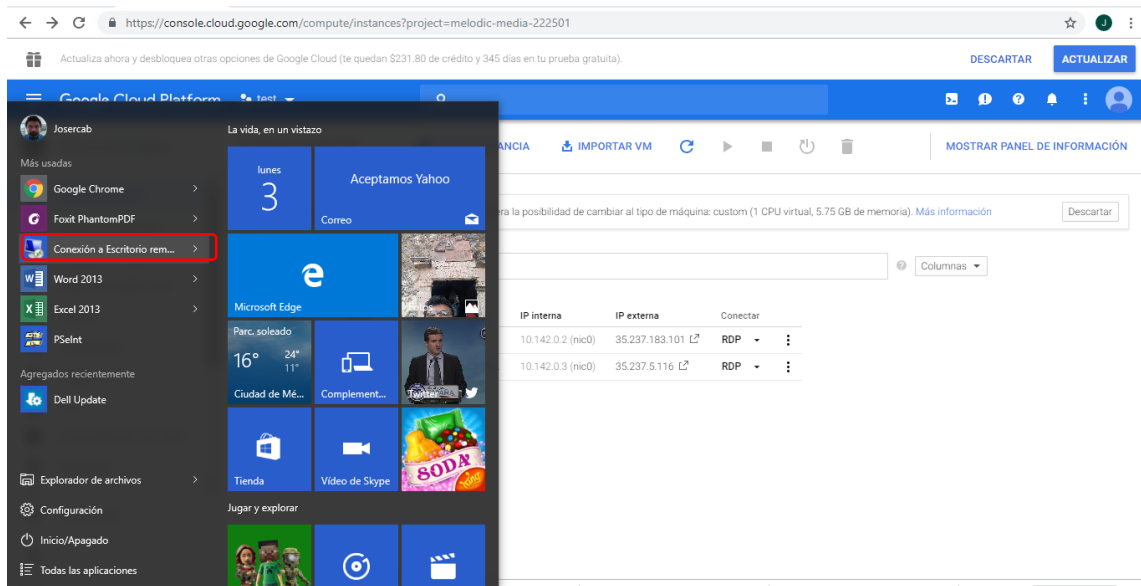 https://console.cloud.google.com/compute/instances?project=melodic-media-222501
J
Actualiza ahora y desbloquea otras opciones de Google Cloud (te quedan $231.80 de crédito y 345 días en tu prueba gratuita).
DESCARTAR
ACTUALIZAR
Google Cloud Platform
test
Josercab
La vida, en un vistazo
ANCIA
IMPORTAR VM
MOSTRAR PANEL DE INFORMACIÓN
Más usadas
Google Chrome
Foxit PhantomPDF
Conexión a Escritorio rem...
Word 2013
Excel 2013
PSeInt
Agregados recientemente
Dell Update
Explorador de archivos
Configuración
Inicio/Apagado
Todas las aplicaciones
lunes
3
Aceptamos Yahoo
Correo
Microsoft Edge
Parc. soleado
16°
24°
11°
Ciudad de Mé...
Complement...
Twitter
Tienda
Vídeo de Skype
SODA
King
Jugar y explorar
era la posibilidad de cambiar al tipo de máquina: custom (1 CPU virtual, 5.75 GB de memoria). Más información
Descartar
Columnas
IP interna IP externa Conectar
10.142.0.2 (nic0) 35.237.183.101 RDP
10.142.0.3 (nic0) 35.237.5.116 RDP